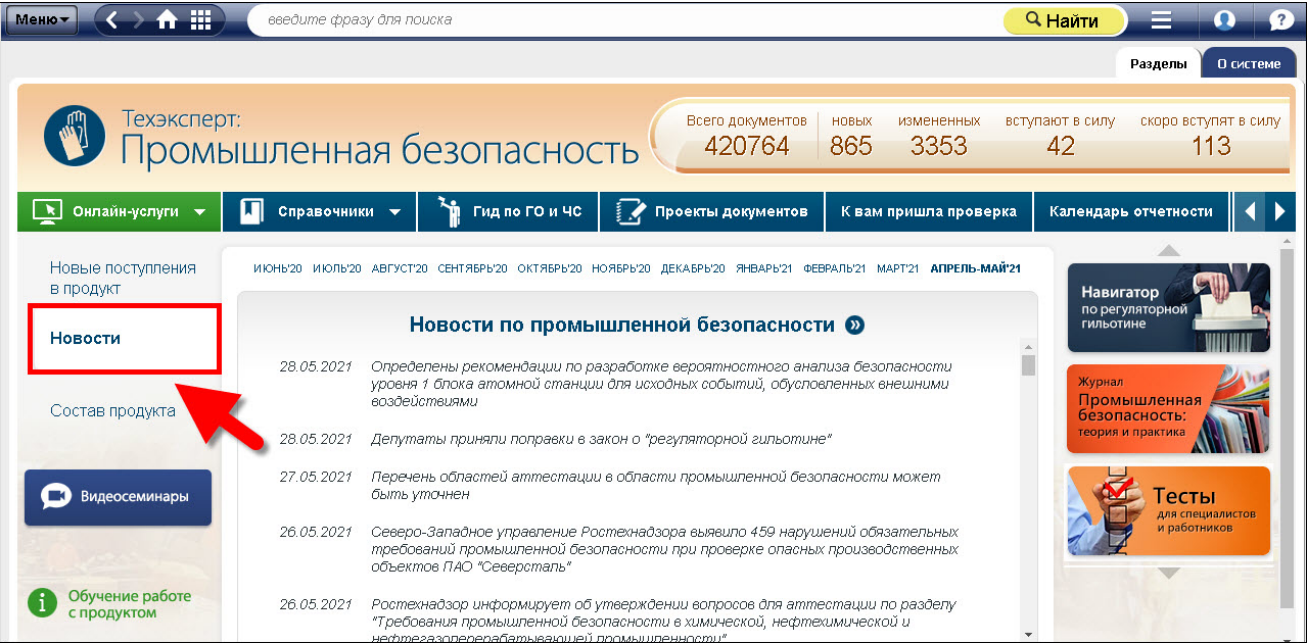 Меню
введите фразу для поиска
Найти
?
Разделы
О системе
Техэксперт:
Промышленная безопасность
Всего документов
420764
новых
865
измененных
3353
вступают в силу
42
скоро вступят в силу
113
Онлайн-услуги
Справочники
Гид по ГО и ЧС
Проекты документов
К вам пришла проверка
Календарь отчетности
Новые поступления
в продукт
Новости
Состав продукта
Видеосеминары
Обучение работе
с продуктом
ИЮНЬ'20 ИЮЛЬ'20 АВГУСТ'20 СЕНТЯБРЬ'20 ОКТЯБРЬ'20 НОЯБРЬ'20 ДЕКАБРЬ'20 ЯНВАРЬ'21 ФЕВРАЛЬ'21 МАРТ'21 АПРЕЛЬ-МАЙ'21
Новости по промышленной безопасности
28.05.2021 Определены рекомендации по разработке вероятностного анализа безопасности
уровня 1 блока атомной станции для исходных событий, обусловленных внешними
воздействиями
28.05.2021 Депутаты приняли поправки в закон о "регуляторной гильотине"
27.05.2021 Перечень областей аттестации в области промышленной безопасности может
быть уточнен
26.05.2021 Северо-Западное управление Ростехнадзора выявило 459 нарушений обязательных
требований промышленной безопасности при проверке опасных производственных
объектов ПАО "Северсталь"
26.05.2021 Ростехнадзор информирует об утверждении вопросов для аттестации по разделу
"Требования промышленной безопасности в химической, нефтехимической и
нефтегазоперерабатывающей промышленности"
Навигатор
по регуляторной
гильотине
Журнал
Промышленная
безопасность:
теория и практика
Тесты
для специалистов
и работников